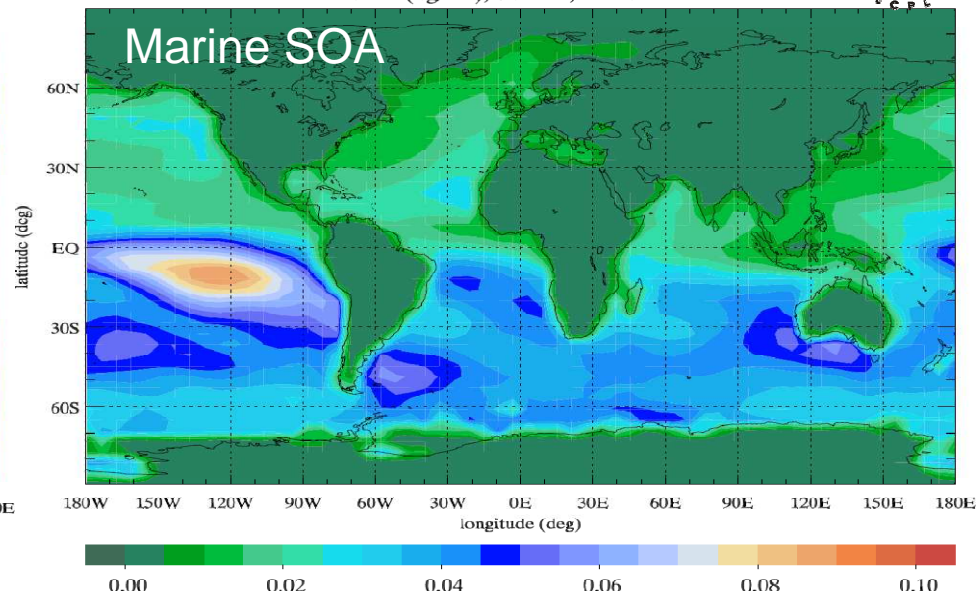 Marine SOA
60N
30N
EQ
30S
60S
latitude (deg)
180W 150W 120W 90W 60W 30W 0E 30E 60E 90E 120E 150E 180E
longitude (deg)
0.00 0.02 0.04 0.06 0.08 0.10